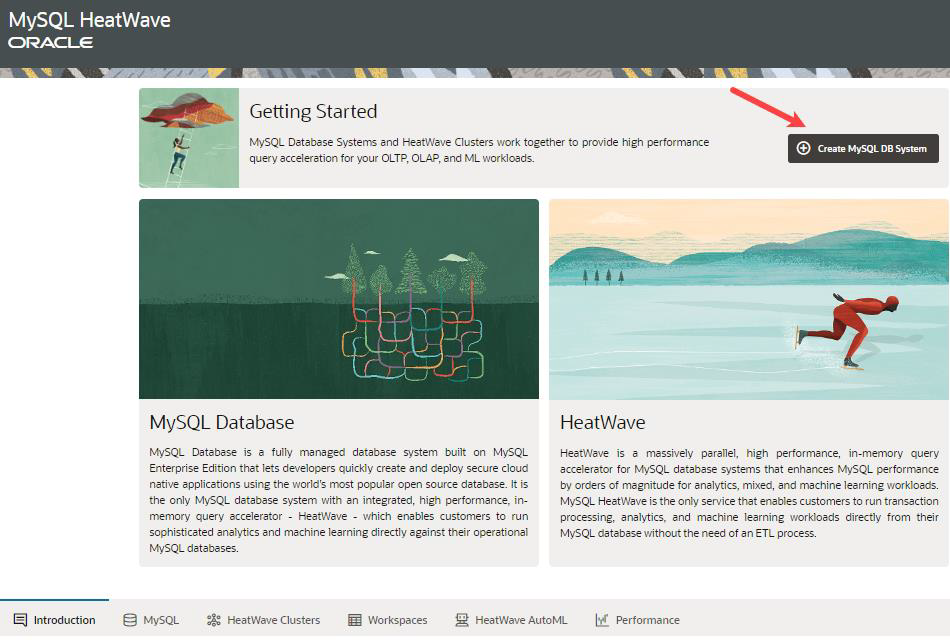 MySQL HeatWave
ORACLE
Getting Started
MySQL Database Systems and HeatWave Clusters work together to provide high performance
query acceleration for your OLTP, OLAP, and ML workloads.
Create MySQL DB System
MySQL Database
MySQL Database is a fully managed database system built on MySQL
Enterprise Edition that lets developers quickly create and deploy secure cloud
native applications using the world's most popular open source database. It is
the only MySQL database system with an integrated, high performance, in-
memory query accelerator - HeatWave - which enables customers to run
sophisticated analytics and machine learning directly against their operational
MySQL databases.
HeatWave
HeatWave is a massively parallel, high performance, in-memory query
accelerator for MySQL database systems that enhances MySQL performance
by orders of magnitude for analytics, mixed, and machine learning workloads.
MySQL HeatWave is the only service that enables customers to run transaction
processing, analytics, and machine learning workloads directly from their
MySQL database without the need of an ETL process.
Introduction
MySQL
HeatWave Clusters
Workspaces
HeatWave AutoML
Performance